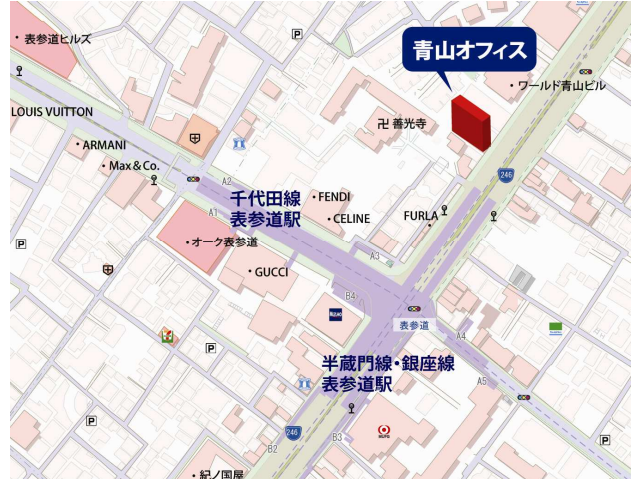 表参道ヒルズ
P
青山オフィス
ワールド青山ビル
LOUIS VUITTON
卍 善光寺
ARMANI
Max & Co.
246
A2
千代田線
表参道駅
FENDI
CELINE
FURLA
A1
オーク表参道
A3
P
GUCCI
B4
MIZUHO
表参道
A4
P
半蔵門線・銀座線
表参道駅
A5
P
246
MUFG
B3
B2
P
紀ノ国屋